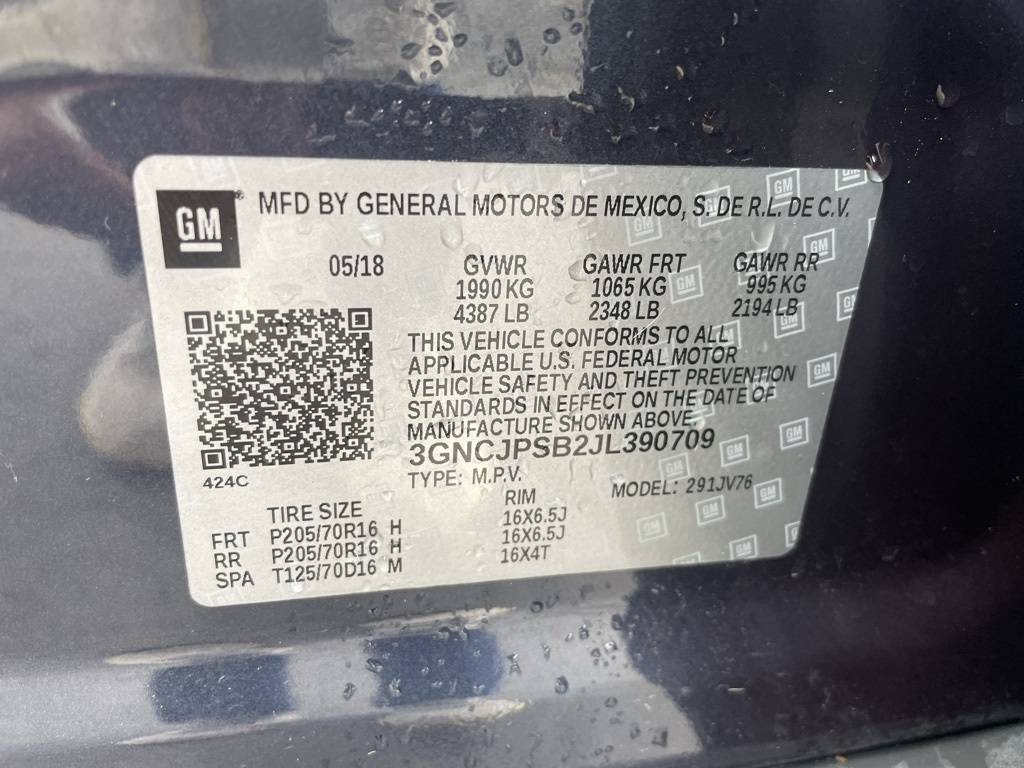 GM
MFD BY GENERAL MOTORS DE MEXICO, S. DE R.L. DE C.V.
05/18 GVWR GAWR FRT GAWR RR
1990 KG 1065 KG 995 KG
4387 LB 2348 LB 2194 LB
THIS VEHICLE CONFORMS TO ALL
APPLICABLE U.S. FEDERAL MOTOR
VEHICLE SAFETY AND THEFT PREVENTION
STANDARDS IN EFFECT ON THE DATE OF
MANUFACTURE SHOWN ABOVE.
3GNCJPSB2JL390709
424C TYPE: M.P.V. MODEL: 291JV76
TIRE SIZE RIM
FRT P205/70R16 H 16X6.5J
RR P205/70R16 H 16X6.5J
SPA T125/70D16 M 16X4T